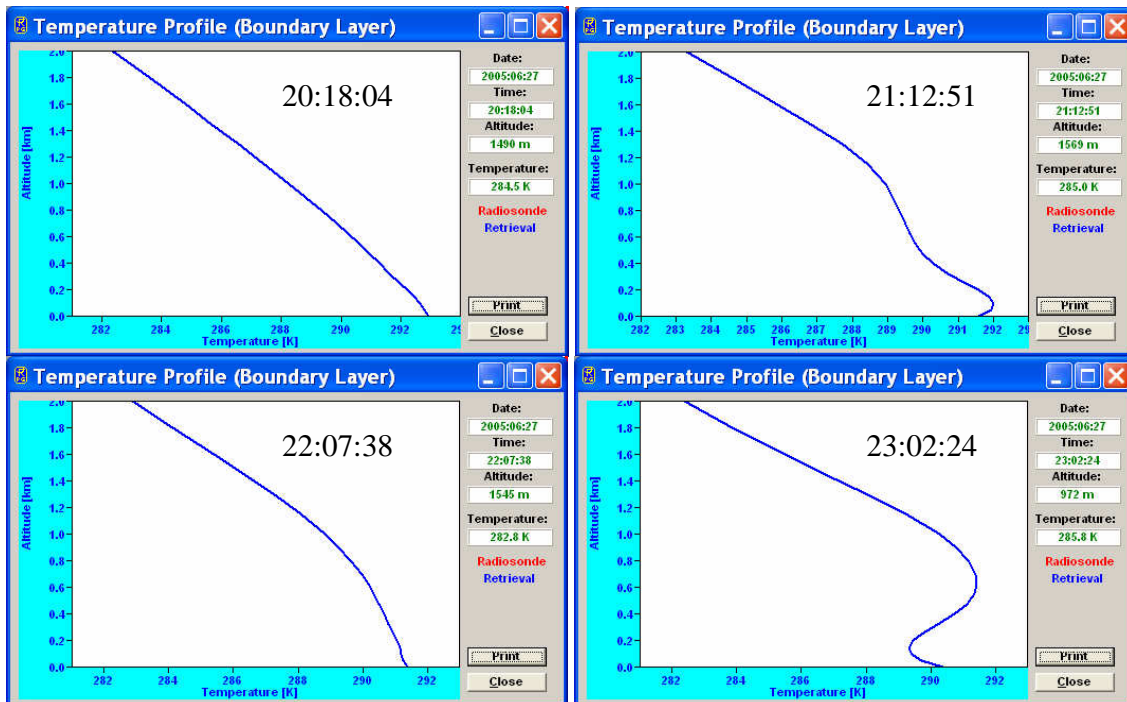 Temperature Profile (Boundary Layer)
2.0
1.8
1.6
1.4
1.2
1.0
0.8
0.6
0.4
0.2
0.0
Altitude [km]
282 284 286 288 290 292 29
Temperature [K]
20:18:04
Date:
2005:06:27
Time:
20:18:04
Altitude:
1490 m
Temperature:
284.5 K
Radiosonde
Retrieval
Print
Close
Temperature Profile (Boundary Layer)
2.0
1.8
1.6
1.4
1.2
1.0
0.8
0.6
0.4
0.2
0.0
Altitude [km]
282 283 284 285 286 287 288 289 290 291 292 29
Temperature [K]
21:12:51
Date:
2005:06:27
Time:
21:12:51
Altitude:
1569 m
Temperature:
285.0 K
Radiosonde
Retrieval
Print
Close
Temperature Profile (Boundary Layer)
2.0
1.8
1.6
1.4
1.2
1.0
0.8
0.6
0.4
0.2
0.0
Altitude [km]
282 284 286 288 290 292
Temperature [K]
22:07:38
Date:
2005:06:27
Time:
22:07:38
Altitude:
1545 m
Temperature:
282.8 K
Radiosonde
Retrieval
Print
Close
Temperature Profile (Boundary Layer)
2.0
1.8
1.6
1.4
1.2
1.0
0.8
0.6
0.4
0.2
0.0
Altitude [km]
282 284 286 288 290 292
Temperature [K]
23:02:24
Date:
2005:06:27
Time:
23:02:24
Altitude:
972 m
Temperature:
285.8 K
Radiosonde
Retrieval
Print
Close